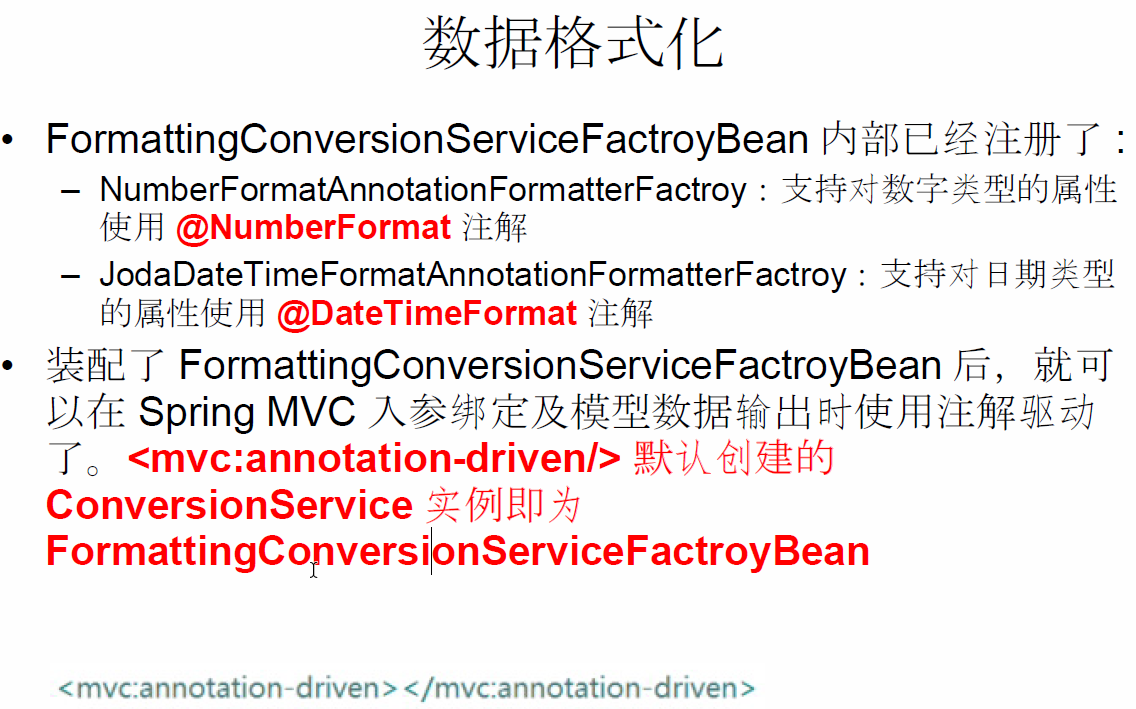 数据格式化
• FormattingConversionServiceFactroyBean 内部已经注册了:
– NumberFormatAnnotationFormatterFactroy:支持对数字类型的属性
使用 @NumberFormat 注解
– JodaDateTimeFormatAnnotationFormatterFactroy:支持对日期类型
的属性使用 @DateTimeFormat 注解
• 装配了 FormattingConversionServiceFactroyBean 后,就可
以在 Spring MVC 入参绑定及模型数据输出时使用注解驱动
了。<mvc:annotation-driven/> 默认创建的
ConversionService 实例即为
FormattingConversionServiceFactroyBean
<mvc:annotation-driven></mvc:annotation-driven>